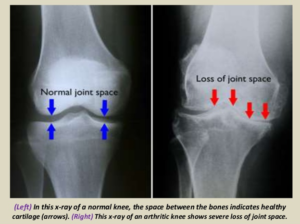 Normal joint space
Loss of joint space
(Left) In this x-ray of a normal knee, the space between the bones indicates healthy
cartilage (arrows). (Right) This x-ray of an arthritic knee shows severe loss of joint space.